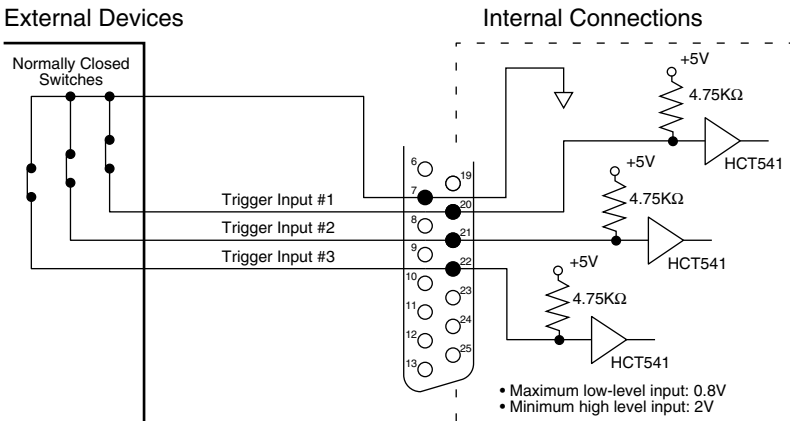 External Devices
Internal Connections
Normally Closed
Switches
+5V
4.75KΩ
HCT541
+5V
4.75KΩ
HCT541
+5V
4.75KΩ
HCT541
Trigger Input #1
Trigger Input #2
Trigger Input #3
6
19
7
20
8
21
9
22
10
23
11
24
12
25
13
• Maximum low-level input: 0.8V
• Minimum high level input: 2V